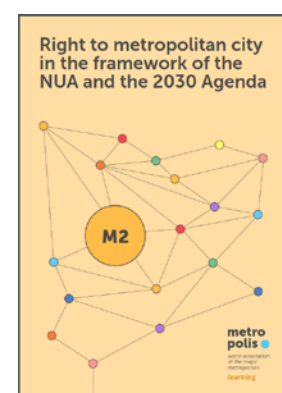 Right to metropolitan city
in the framework of the
NUA and the 2030 Agenda
M2
metro
polis
world association
of the major
metropolises
learning